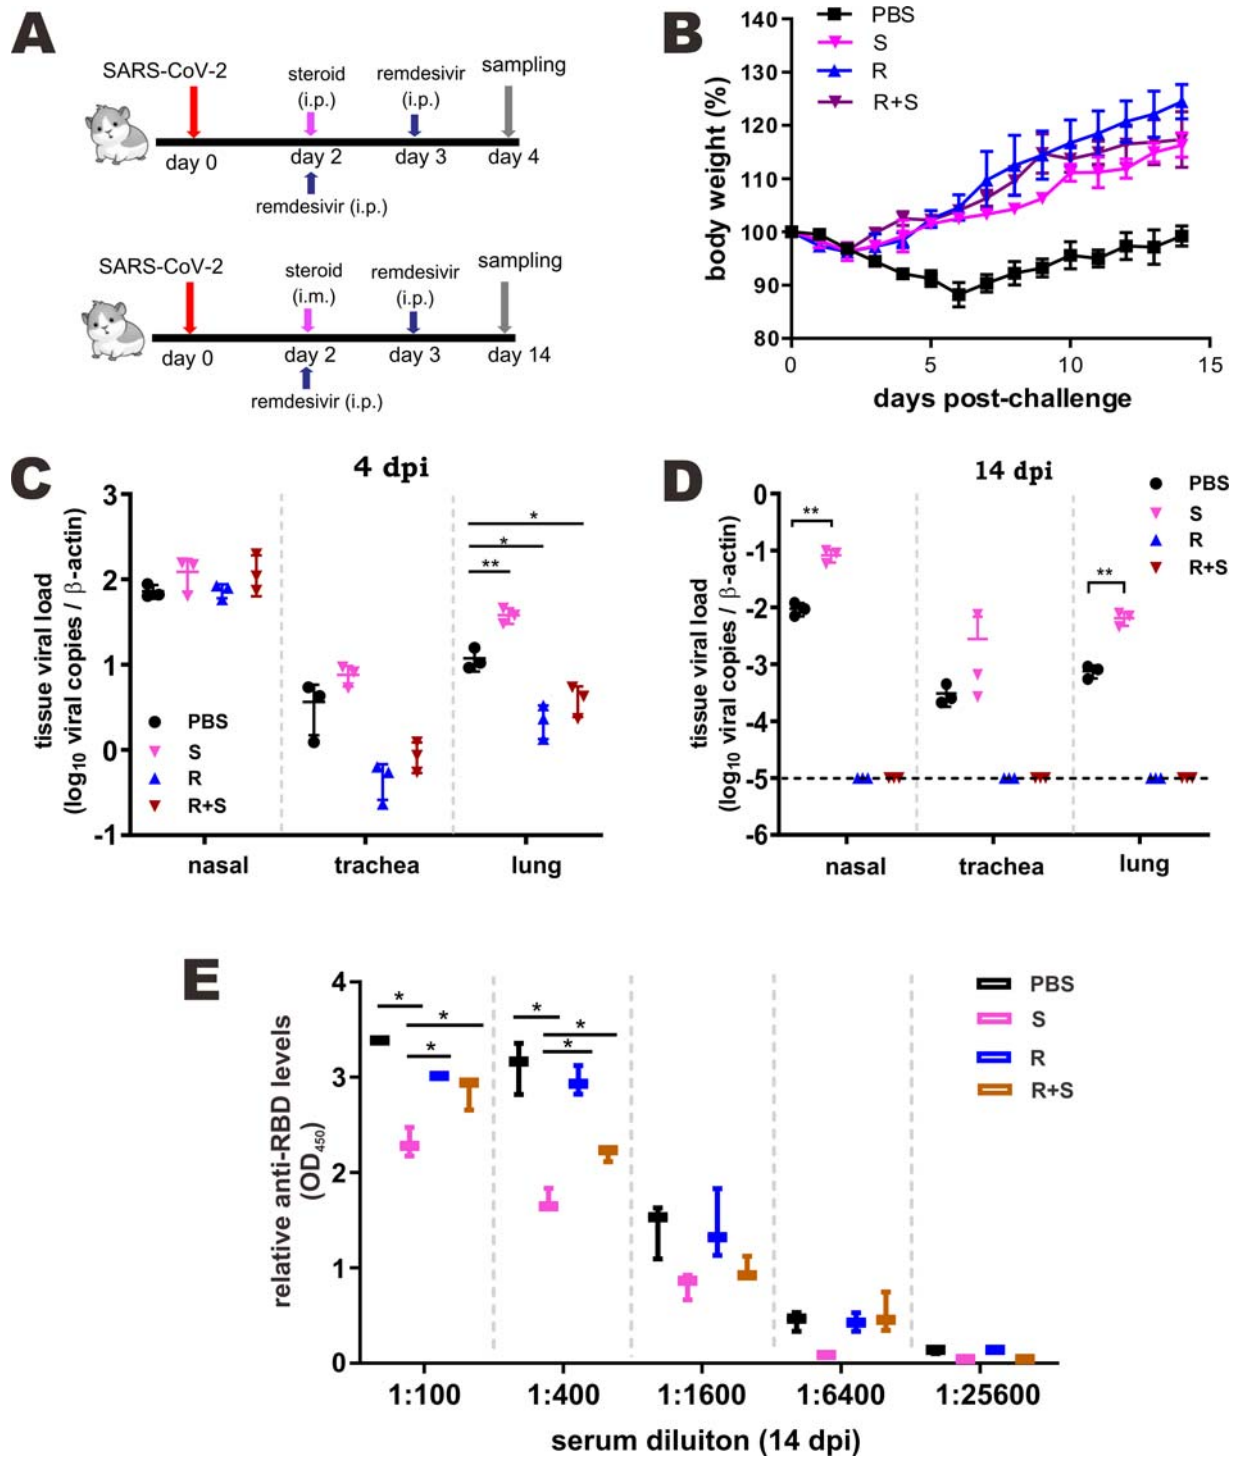 A
SARS-CoV-2
steroid
(i.p.)
remdesivir
(i.p.)
sampling
day 0
day 2
day 3
day 4
remdesivir (i.p.)
SARS-CoV-2
steroid
(i.m.)
remdesivir
(i.p.)
sampling
day 0
day 2
day 3
day 14
remdesivir (i.p.)
B
PBS
S
R
R+S
body weight (%)
140
130
120
110
100
90
80
0
5
10
15
days post-challenge
C
4 dpi
tissue viral load
(log10 viral copies / β-actin)
3
2
1
0
-1
*
*
**
PBS
S
R
R+S
nasal
trachea
lung
D
14 dpi
tissue viral load
(log10 viral copies / β-actin)
0
-1
-2
-3
-4
-5
-6
**
**
PBS
S
R
R+S
nasal
trachea
lung
E
relative anti-RBD levels
(OD450)
4
3
2
1
0
*
*
*
*
*
*
PBS
S
R
R+S
1:100
1:400
1:1600
1:6400
1:25600
serum diluiton (14 dpi)